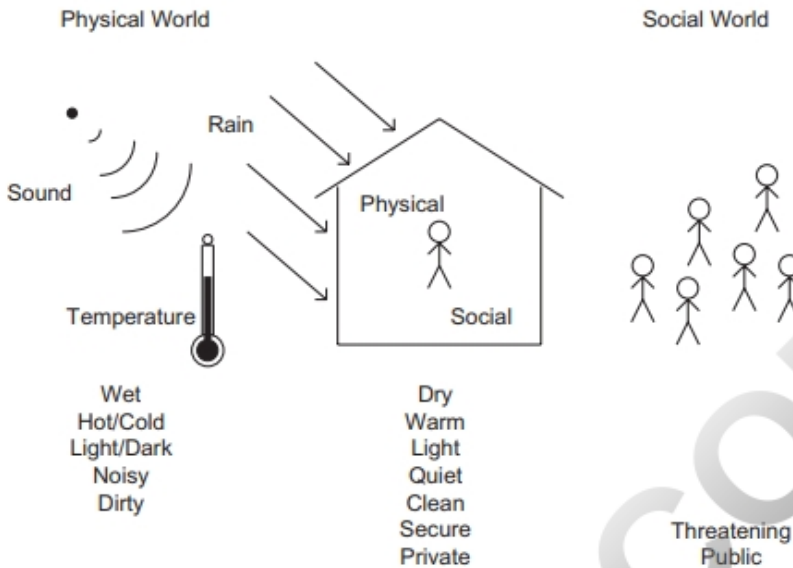 Physical World
Social World
Rain
Sound
Physical
Temperature
Social
Wet
Hot/Cold
Light/Dark
Noisy
Dirty
Dry
Warm
Light
Quiet
Clean
Secure
Private
Threatening
Public